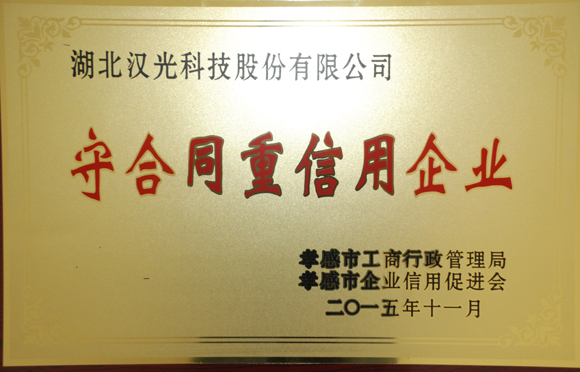 湖北汉光科技股份有限公司
守合同重信用企业
孝感市工商行政管理局
孝感市企业信用促进会
二〇一五年十一月